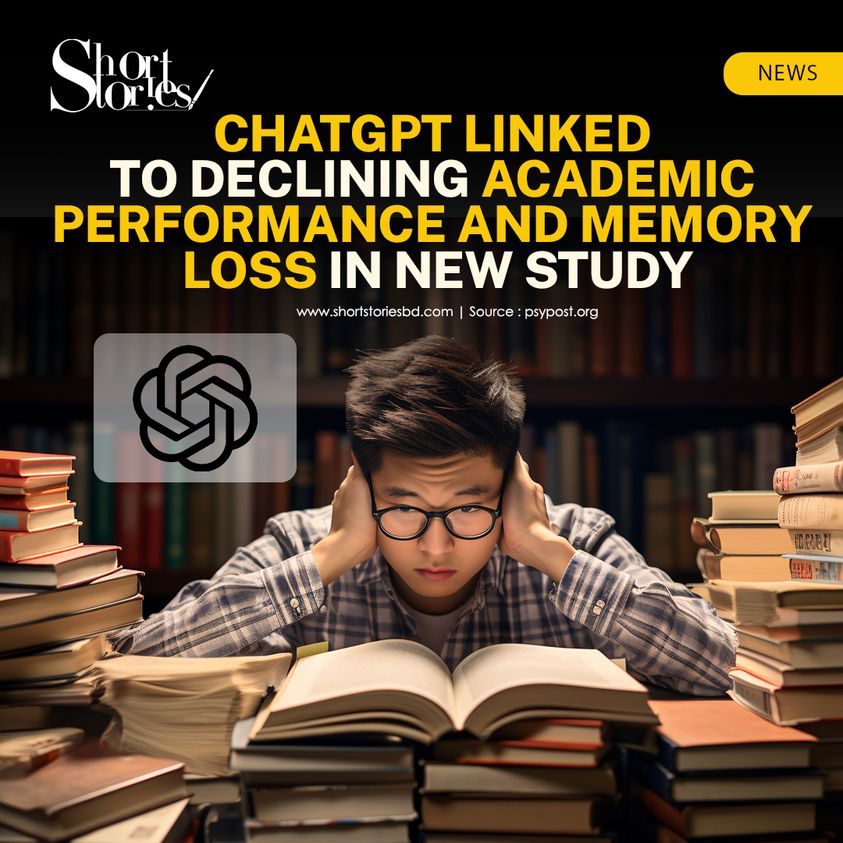 Short
Stories
NEWS
CHATGPT LINKED
TO DECLINING ACADEMIC
PERFORMANCE AND MEMORY
LOSS IN NEW STUDY
www.shortstoriesbd.com | Source : psypost.org